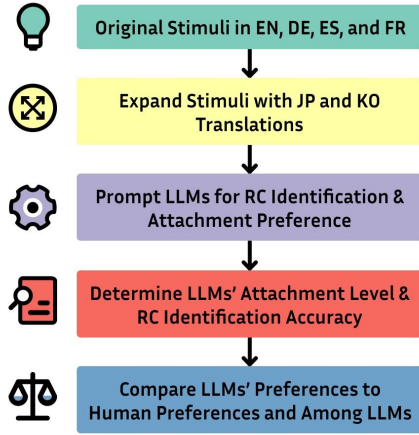 Original Stimuli in EN, DE, ES, and FR
Expand Stimuli with JP and KO
Translations
Prompt LLMs for RC Identification &
Attachment Preference
Determine LLMs' Attachment Level &
RC Identification Accuracy
Compare LLMs' Preferences to
Human Preferences and Among LLMs